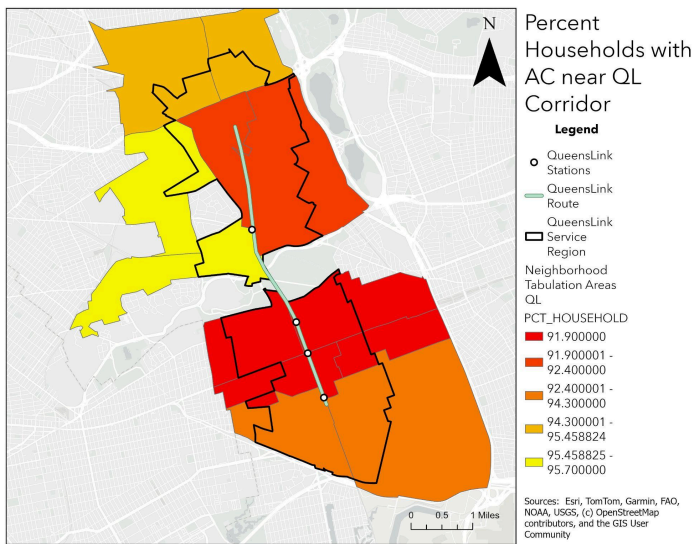 N
Percent
Households with
AC near QL
Corridor
Legend
QueensLink
Stations
QueensLink
Route
QueensLink
Service
Region
Neighborhood
Tabulation Areas
QL
PCT_HOUSEHOLD
91.900000
91.900001 -
92.400000
92.400001 -
94.300000
94.300001 -
95.458824
95.458825 -
95.700000
0 0.5 1 Miles
Sources: Esri, TomTom, Garmin, FAO,
NOAA, USGS, (c) OpenStreetMap
contributors, and the GIS User
Community